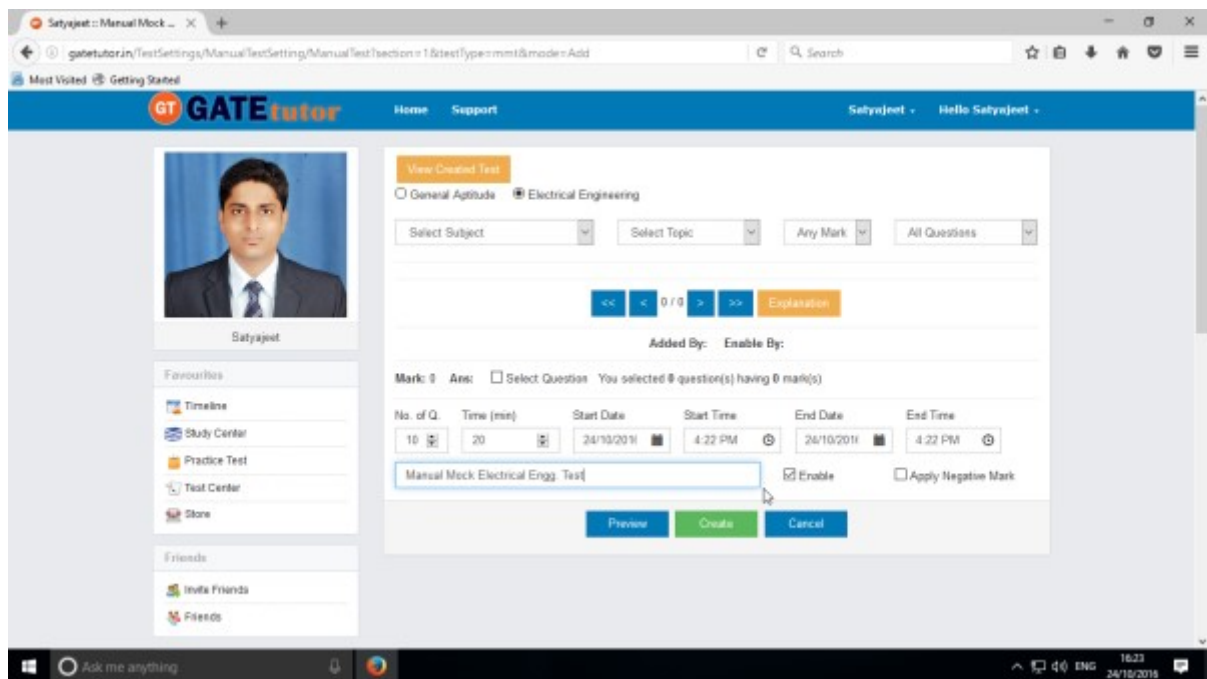 Satyajeet :: Manual Mock ...
gatetutor.in/TestSettings/ManualTestSetting/ManualTest?section=1&testType=mmt&mode=Add
Search
Most Visited Getting Started
GT GATEtutor Home Support Satyajeet Hello Satyajeet
View Created Test
General Aptitude Electrical Engineering
Select Subject Select Topic Any Mark All Questions
<< < 0 / 0 > >> Explanation
Satyajeet
Added By: Enable By:
Favourites
Mark: 0 Ans: Select Question You selected 0 question(s) having 0 mark(s)
Timeline
Study Center
Practice Test
Test Center
Store
No. of Q. Time (min) Start Date Start Time End Date End Time
10 20 24/10/201 4:22 PM 24/10/201 4:22 PM
Manual Mock Electrical Engg. Test Enable Apply Negative Mark
Preview Create Cancel
Friends
Invite Friends
Friends
Ask me anything ENG 16:23
24/10/2016